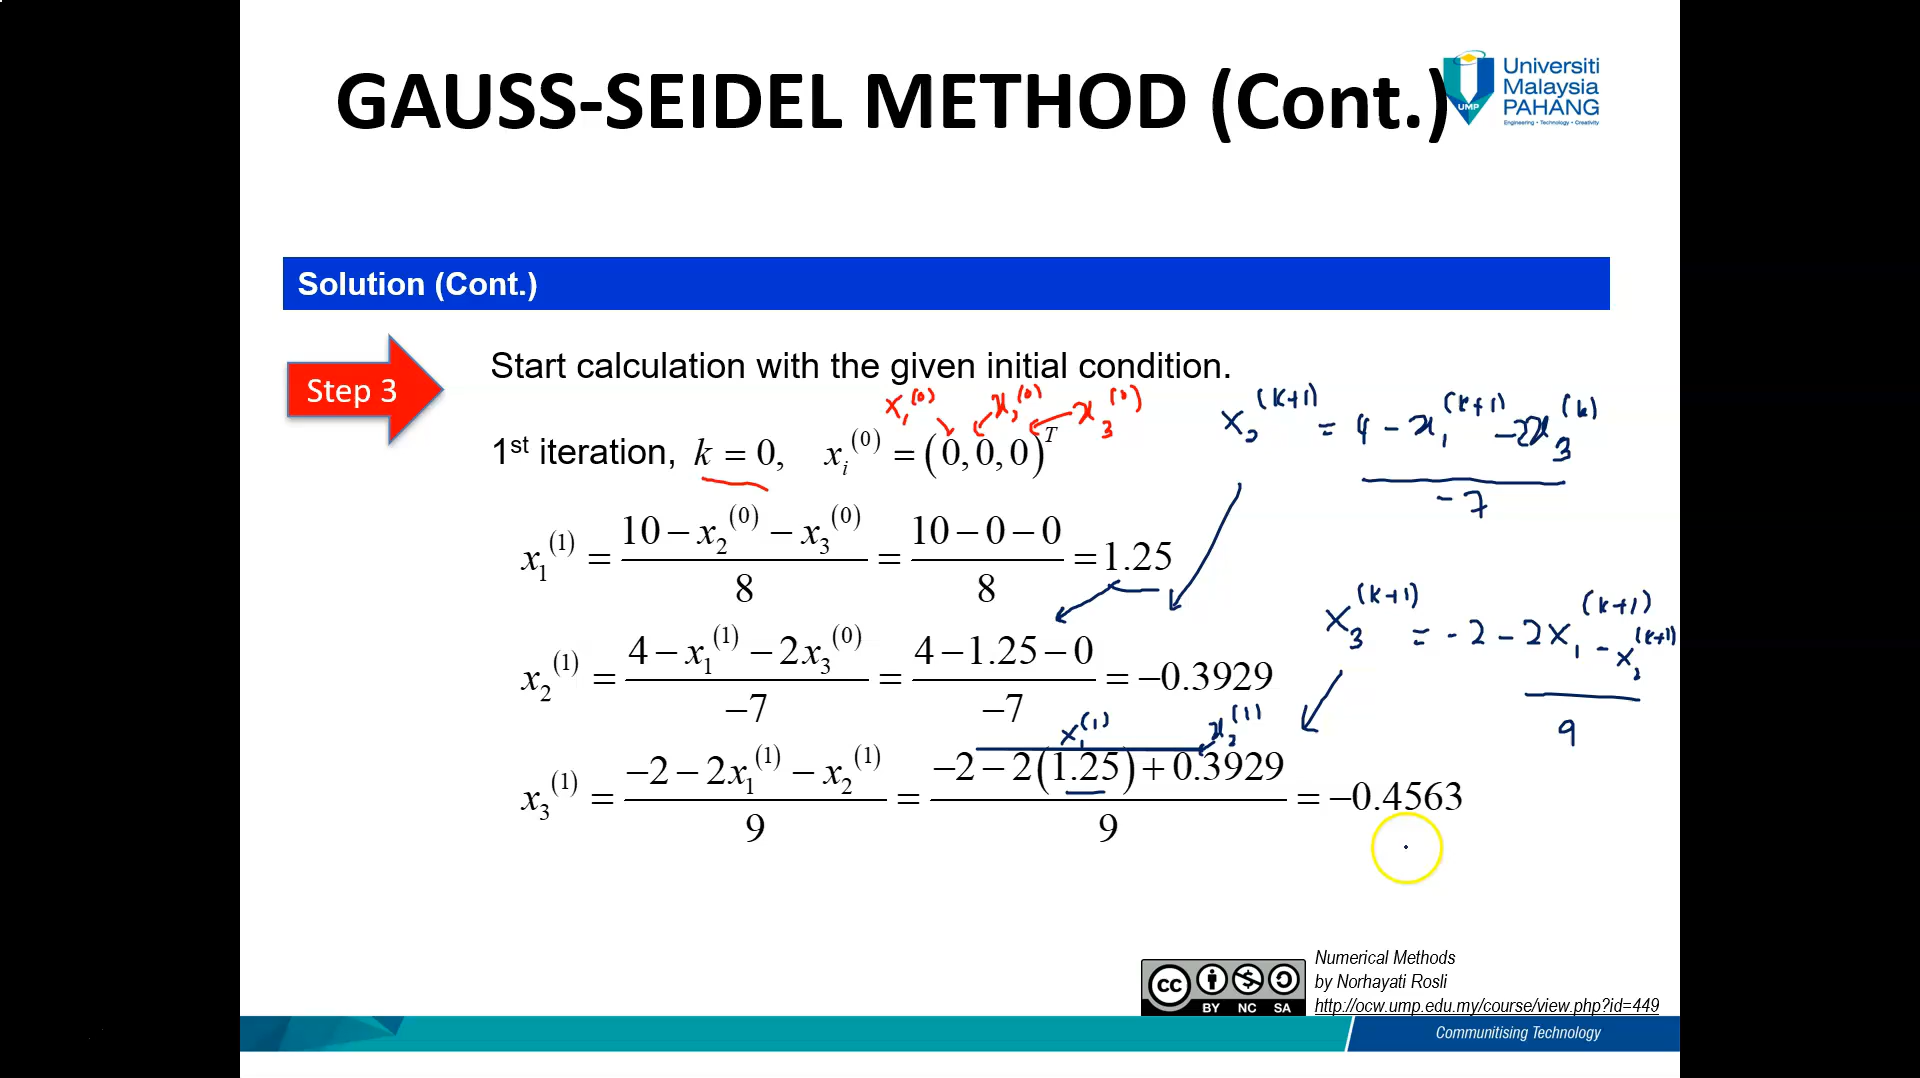 GAUSS-SEIDEL METHOD (Cont.)
Universiti
Malaysia
PAHANG
Engineering • Technology • Creativity
UMP
Solution (Cont.)
Step 3
Start calculation with the given initial condition.
x₁⁽⁰⁾ x₂⁽⁰⁾ x₃⁽⁰⁾
1st iteration, k = 0, xᵢ⁽⁰⁾ = (0, 0, 0)ᵀ
x₂⁽ᵏ⁺¹⁾ = (4 − x₁⁽ᵏ⁺¹⁾ − 2x₃⁽ᵏ⁾) / −7
x₁⁽¹⁾ = (10 − x₂⁽⁰⁾ − x₃⁽⁰⁾) / 8 = (10 − 0 − 0) / 8 = 1.25
x₃⁽ᵏ⁺¹⁾ = −2 − 2x₁⁽ᵏ⁺¹⁾ − x₂⁽ᵏ⁺¹⁾ / 9
x₂⁽¹⁾ = (4 − x₁⁽¹⁾ − 2x₃⁽⁰⁾) / −7 = (4 − 1.25 − 0) / −7 = −0.3929
x₁⁽¹⁾ x₂⁽¹⁾
x₃⁽¹⁾ = (−2 − 2x₁⁽¹⁾ − x₂⁽¹⁾) / 9 = (−2 − 2(1.25) + 0.3929) / 9 = −0.4563
cc
BY NC SA
Numerical Methods
by Norhayati Rosli
http://ocw.ump.edu.my/course/view.php?id=449
Communitising Technology